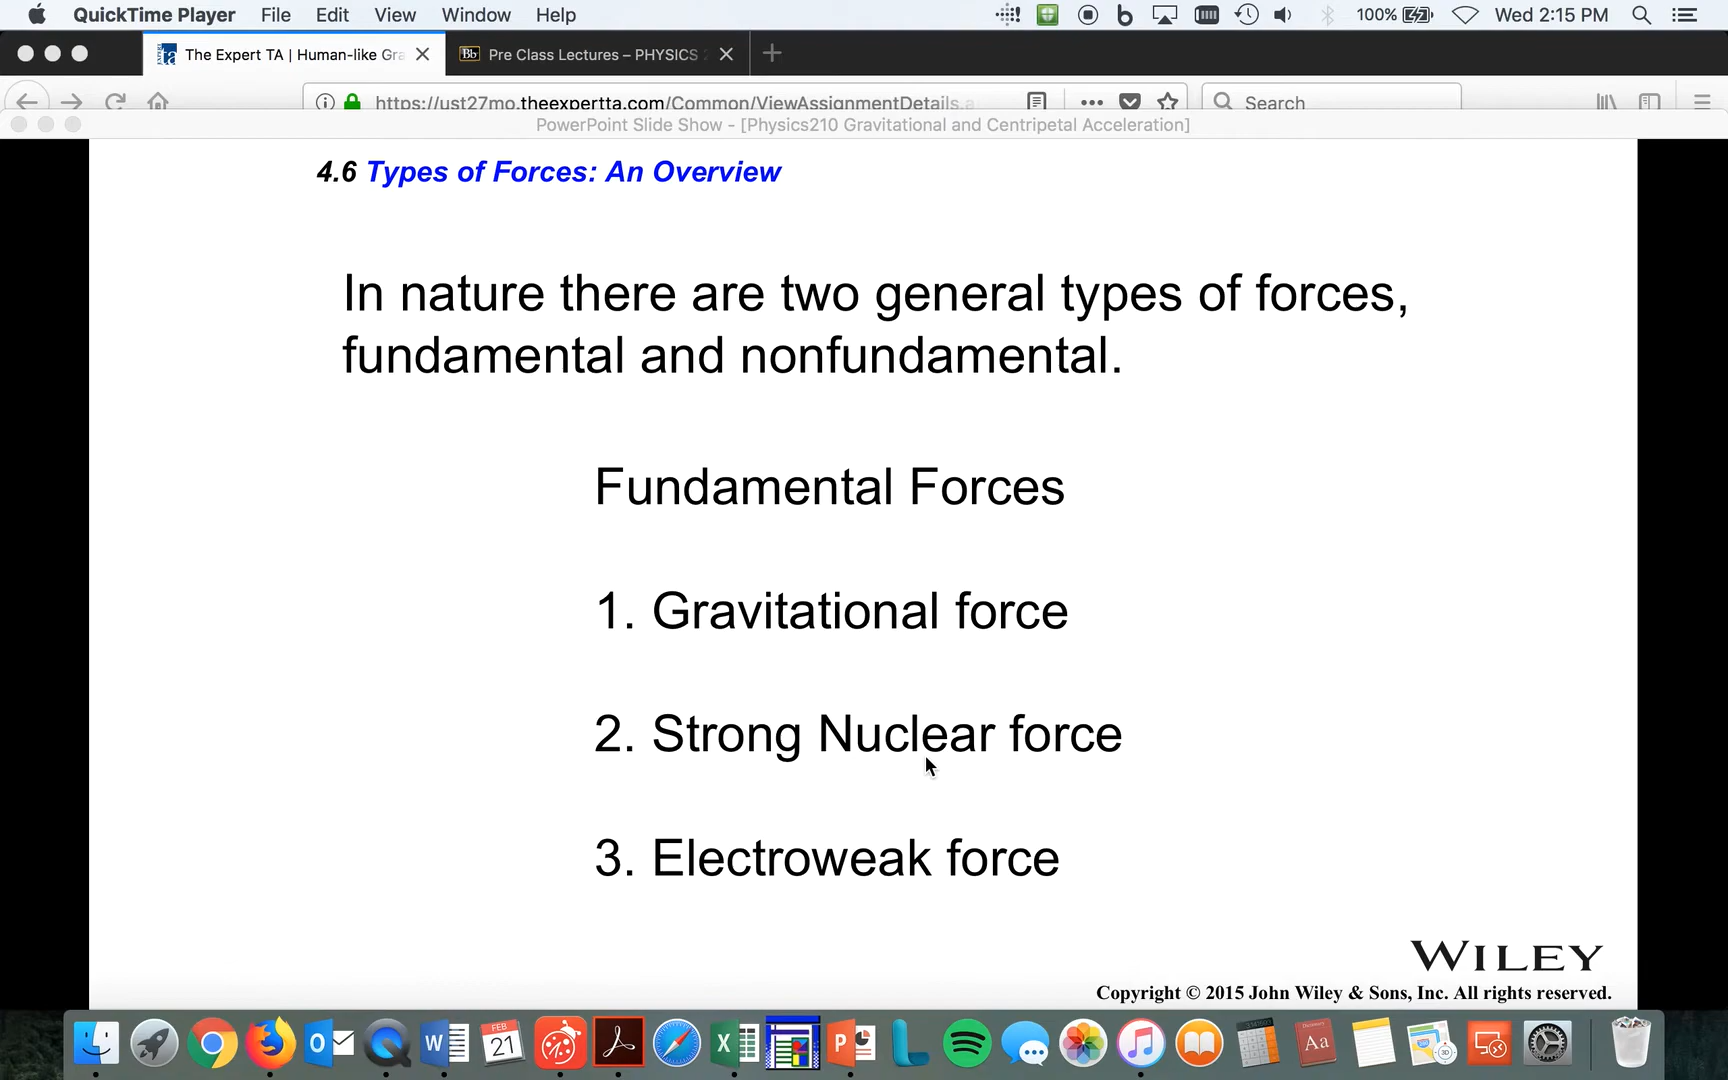 QuickTime Player File Edit View Window Help 100% Wed 2:15 PM
The Expert TA | Human-like Gra Bb Pre Class Lectures – PHYSICS
https://ust27mo.theexpertta.com/Common/ViewAssignmentDetails.a Search
PowerPoint Slide Show - [Physics210 Gravitational and Centripetal Acceleration]
4.6 Types of Forces: An Overview
In nature there are two general types of forces,
fundamental and nonfundamental.
Fundamental Forces
1. Gravitational force
2. Strong Nuclear force
3. Electroweak force
WILEY
Copyright © 2015 John Wiley & Sons, Inc. All rights reserved.
FEB
21
Aa